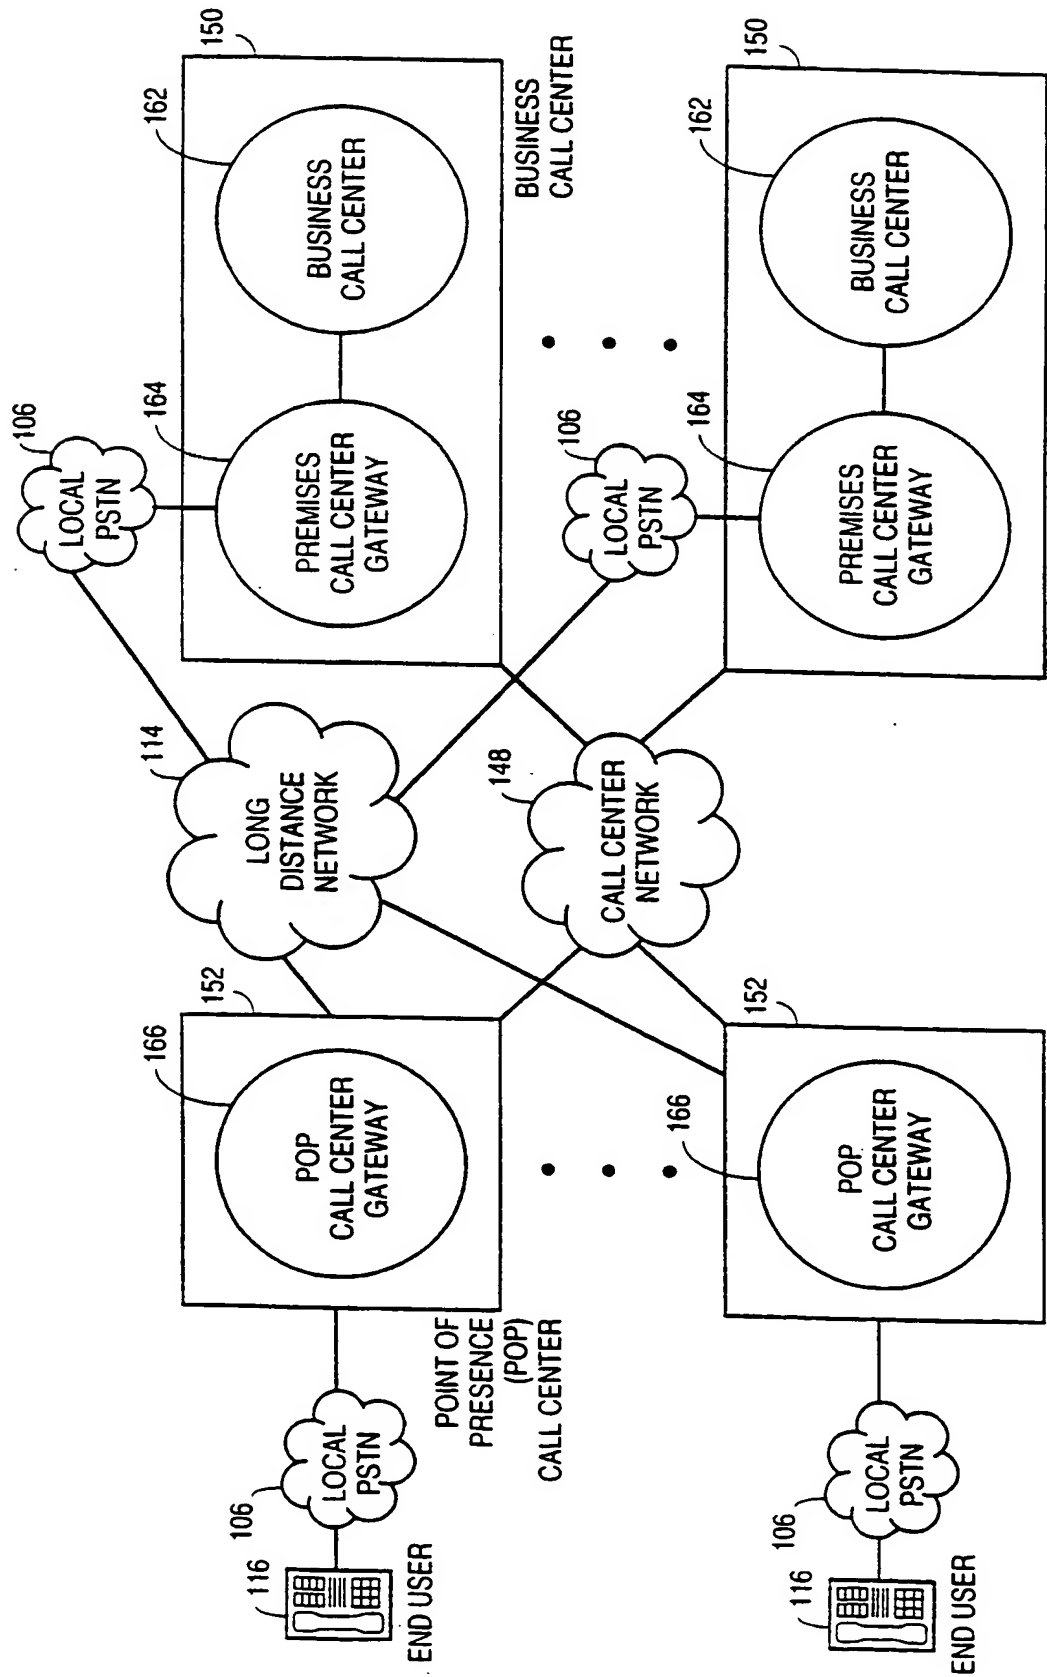 150
162
BUSINESS
CALL CENTER
164
PREMISES
CALL CENTER
GATEWAY
106
LOCAL
PSTN
BUSINESS
CALL CENTER
114
LONG
DISTANCE
NETWORK
152
166
POP
CALL CENTER
GATEWAY
POINT OF
PRESENCE
(POP)
CALL CENTER
106
LOCAL
PSTN
116
END USER
148
CALL CENTER
NETWORK
150
162
BUSINESS
CALL CENTER
164
PREMISES
CALL CENTER
GATEWAY
106
LOCAL
PSTN
152
166
POP
CALL CENTER
GATEWAY
106
LOCAL
PSTN
116
END USER